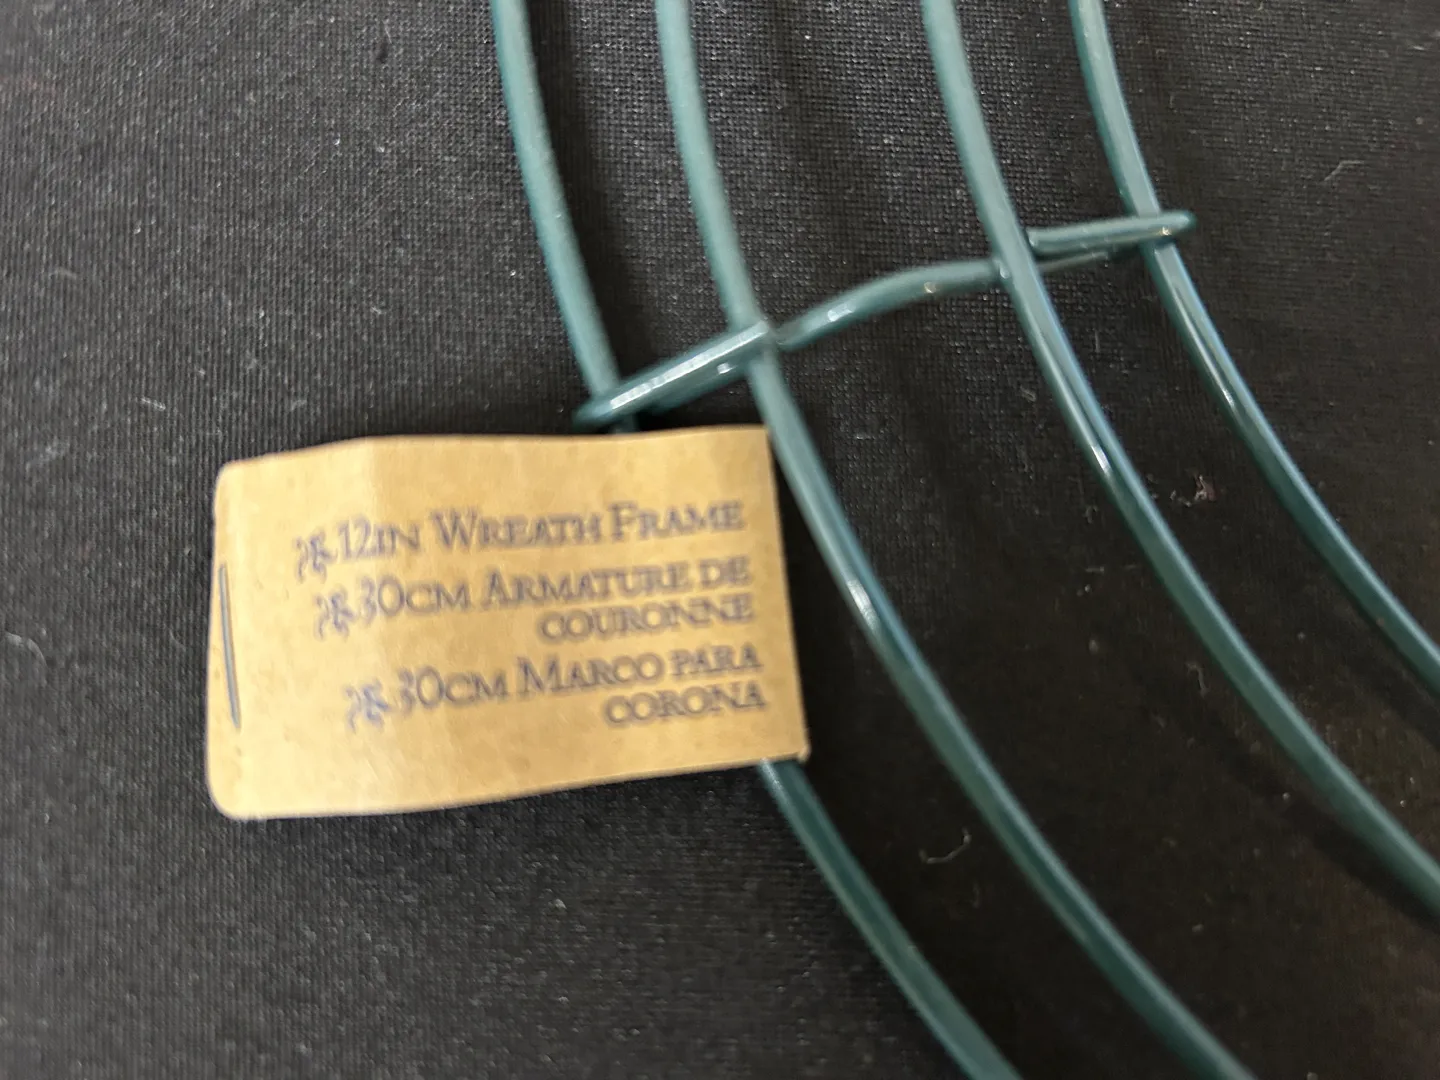 12IN WREATH FRAME
30CM ARMATURE DE
COURONNE
30CM MARCO PARA
CORONA